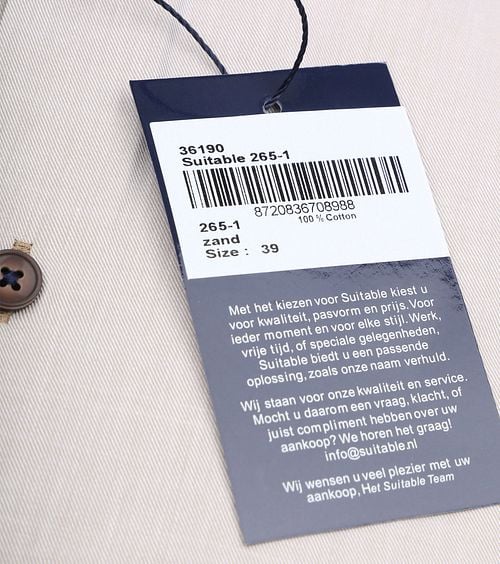 36190
Suitable 265-1
8720836708988
100 % Cotton
265-1
zand
Size : 39
Met het kiezen voor Suitable kiest u
voor kwaliteit, pasvorm en prijs. Voor
ieder moment en voor elke stijl. Werk,
vrije tijd, of speciale gelegenheden,
Suitable biedt u een passende
oplossing, zoals onze naam verhuld.
Wij staan voor onze kwaliteit en service.
Mocht u daarom een vraag, klacht, of
juist compliment hebben over uw
aankoop? We horen het graag!
info@suitable.nl
Wij wensen u veel plezier met uw
aankoop, Het Suitable Team